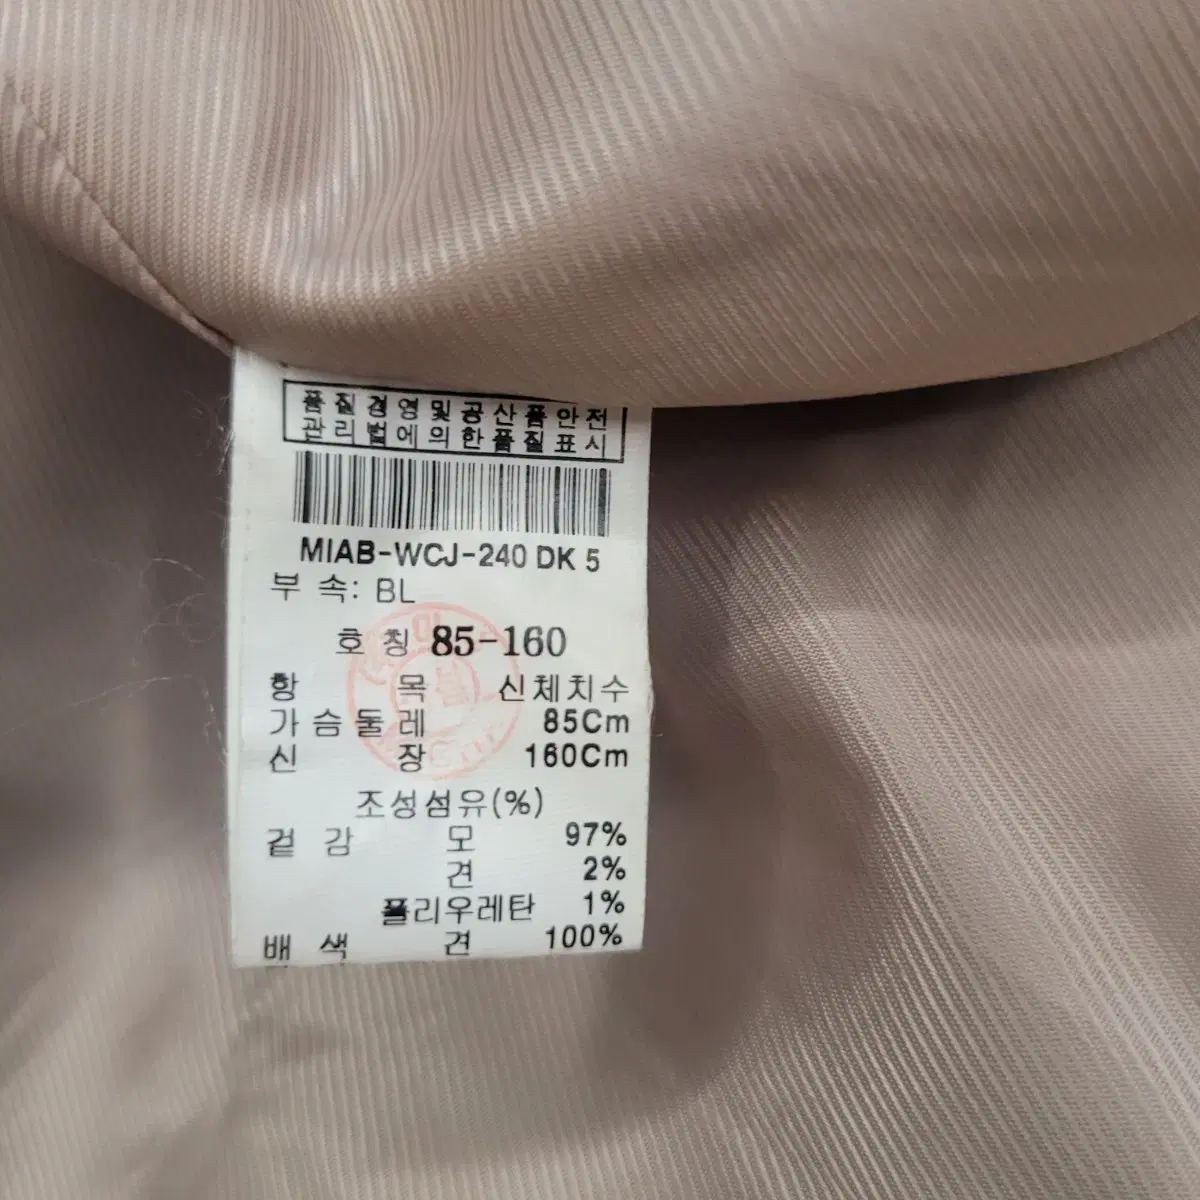 품질경영및공산품안전
관리법에의한품질표시
MIAB-WCJ-240 DK 5
부 속: BL
호 칭 85-160
항 목 신체치수
가슴둘레 85Cm
신 장 160Cm
조성섬유(%)
겉 감 모 97%
견 2%
폴리우레탄 1%
배 색 견 100%